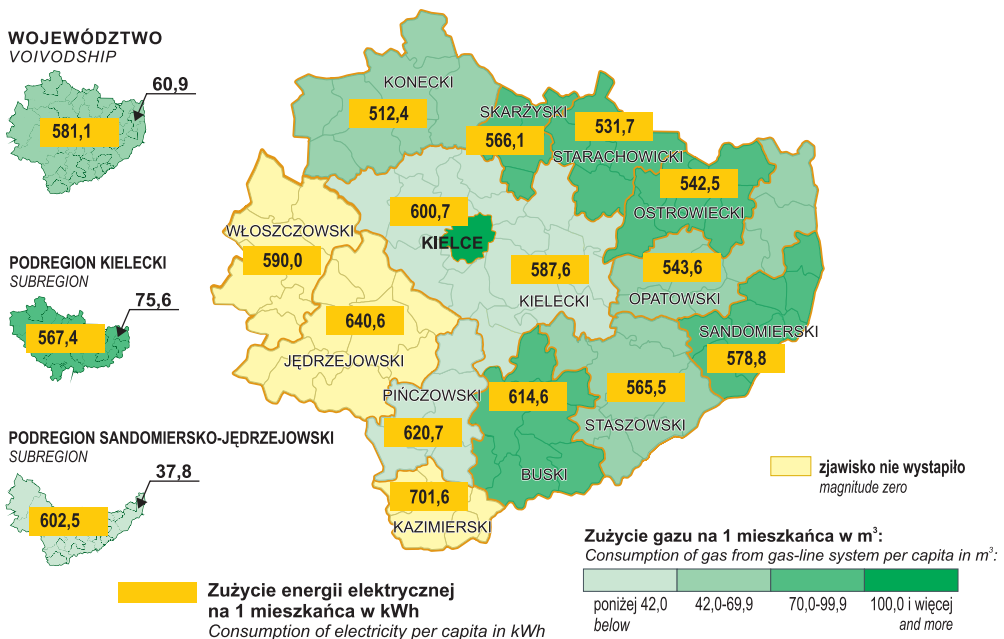 WOJEWÓDZTWO
VOIVODSHIP
60,9
581,1
PODREGION KIELECKI
SUBREGION
75,6
567,4
PODREGION SANDOMIERSKO-JĘDRZEJOWSKI
SUBREGION
37,8
602,5
KONECKI
512,4
SKARŻYSKI
566,1
531,7
STARACHOWICKI
542,5
OSTROWIECKI
600,7
KIELCE
WŁOSZCZOWSKI
590,0
587,6
KIELECKI
543,6
OPATOWSKI
640,6
JĘDRZEJOWSKI
SANDOMIERSKI
578,8
PIŃCZOWSKI
620,7
614,6
BUSKI
565,5
STASZOWSKI
701,6
KAZIMIERSKI
zjawisko nie wystąpiło
magnitude zero
Zużycie gazu na 1 mieszkańca w m³:
Consumption of gas from gas-line system per capita in m³:
poniżej 42,0
below
42,0-69,9
70,0-99,9
100,0 i więcej
and more
Zużycie energii elektrycznej
na 1 mieszkańca w kWh
Consumption of electricity per capita in kWh